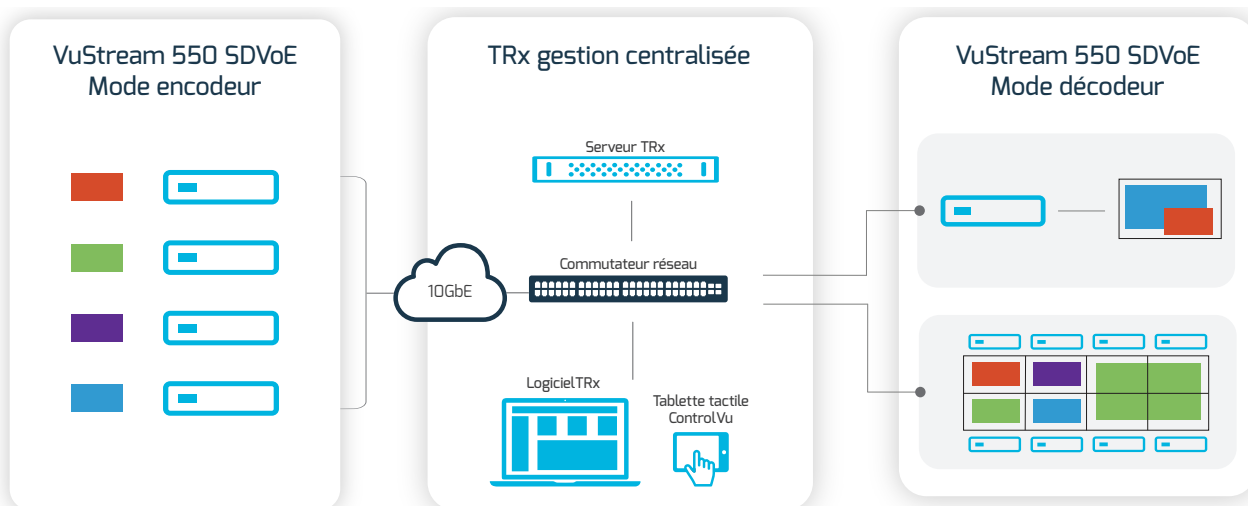 VuStream 550 SDVoE
Mode encodeur
TRx gestion centralisée
Serveur TRx
Commutateur réseau
10GbE
LogicielTRx
Tablette tactile
ControlVu
VuStream 550 SDVoE
Mode décodeur